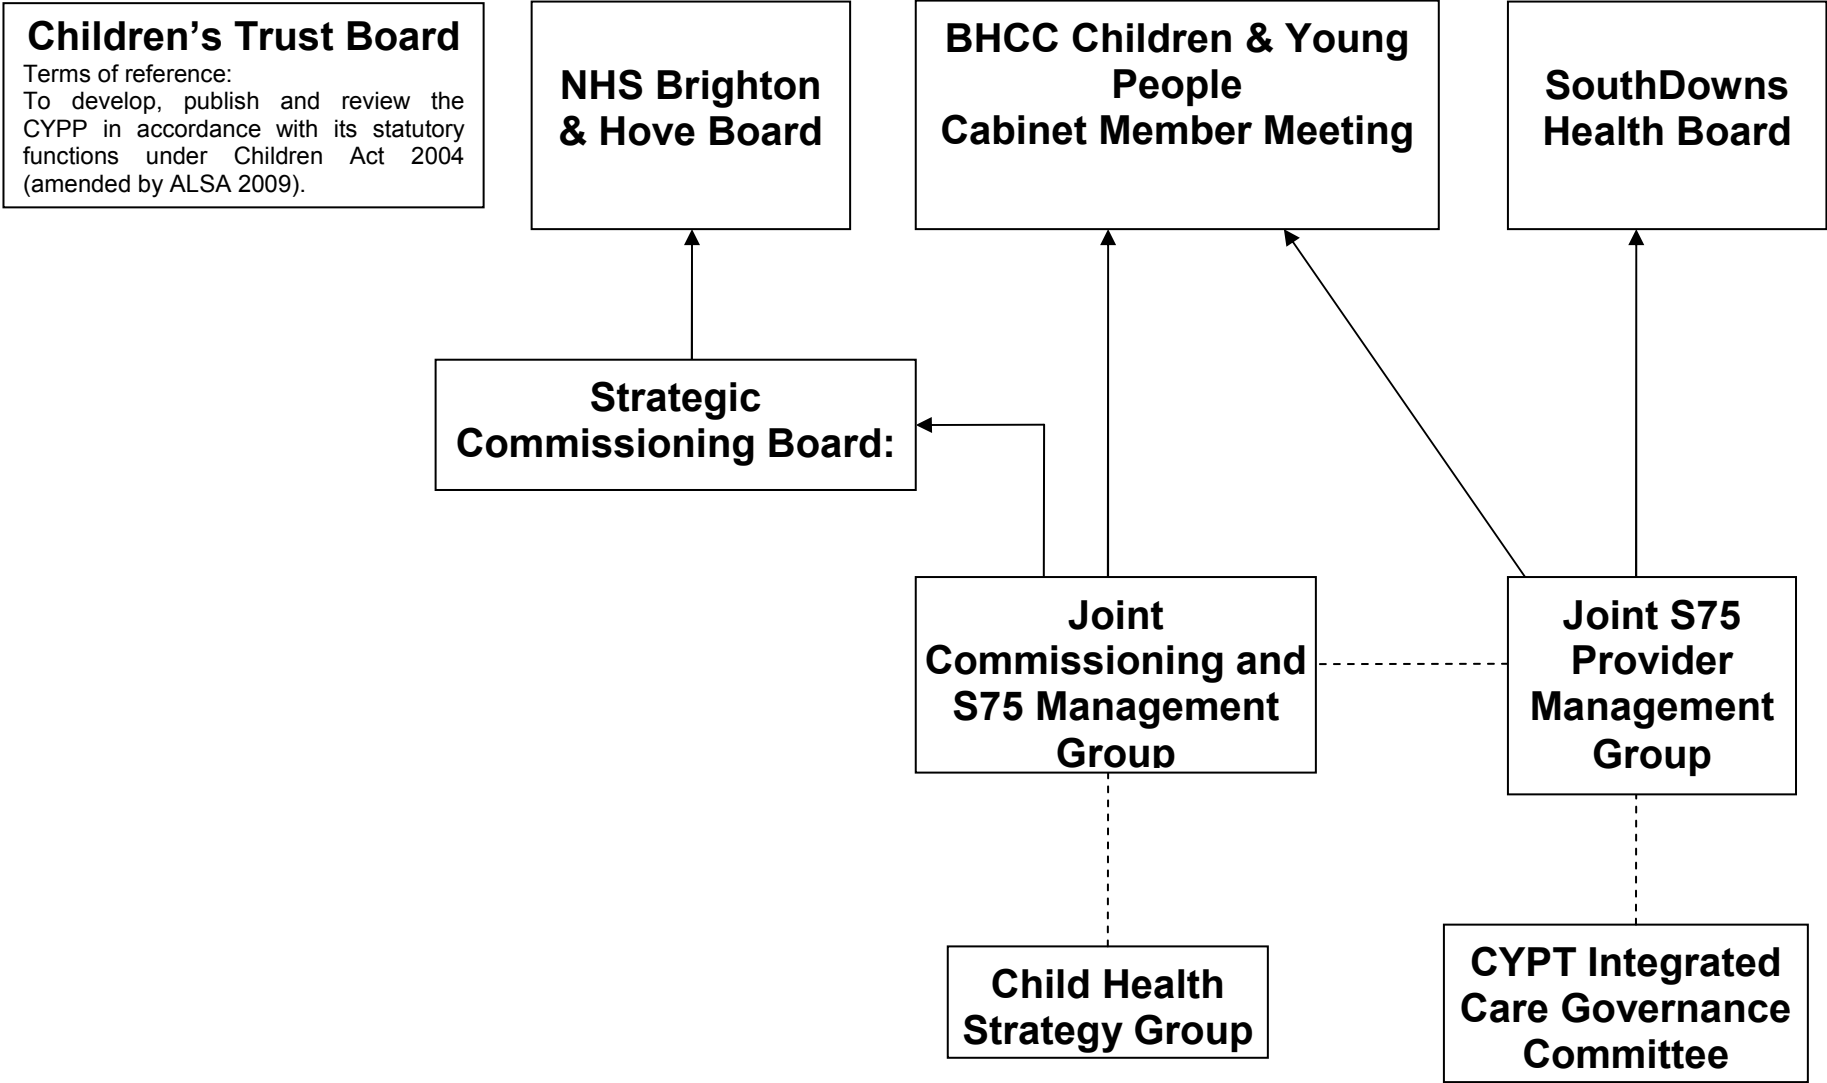 Children’s Trust Board
Terms of reference:
To develop, publish and review the
CYPP in accordance with its statutory
functions under Children Act 2004
(amended by ALSA 2009).
NHS Brighton
& Hove Board
BHCC Children & Young
People
Cabinet Member Meeting
SouthDowns
Health Board
Strategic
Commissioning Board:
Joint
Commissioning and
S75 Management
Group
Joint S75
Provider
Management
Group
Child Health
Strategy Group
CYPT Integrated
Care Governance
Committee